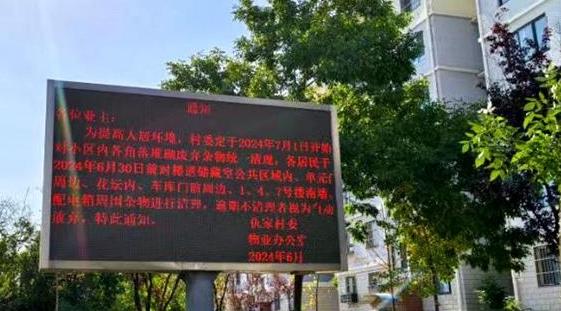 通知
各位业主：
为提高人居环境，村委定于2024年7月1日开始
对小区内各角落堆砌废弃杂物统一清理，各居民于
2024年6月30日前对楼道储藏室公共区域内、单元门
周边、花坛内、车库门前周边、1、4、7号楼南墙、
配电箱周围杂物进行清理，逾期不清理者视为自动
放弃，特此通知。
仇家村委
物业办公室
2024年6月